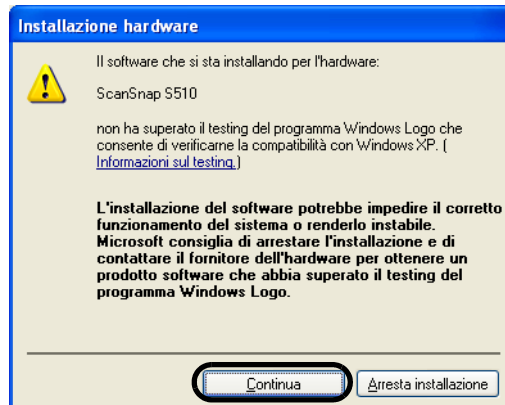 Installazione hardware
Il software che si sta installando per l'hardware:
ScanSnap S510
non ha superato il testing del programma Windows Logo che
consente di verificarne la compatibilità con Windows XP. (
Informazioni sul testing.)
L'installazione del software potrebbe impedire il corretto
funzionamento del sistema o renderlo instabile.
Microsoft consiglia di arrestare l'installazione e di
contattare il fornitore dell'hardware per ottenere un
prodotto software che abbia superato il testing del
programma Windows Logo.
Continua
Arresta installazione